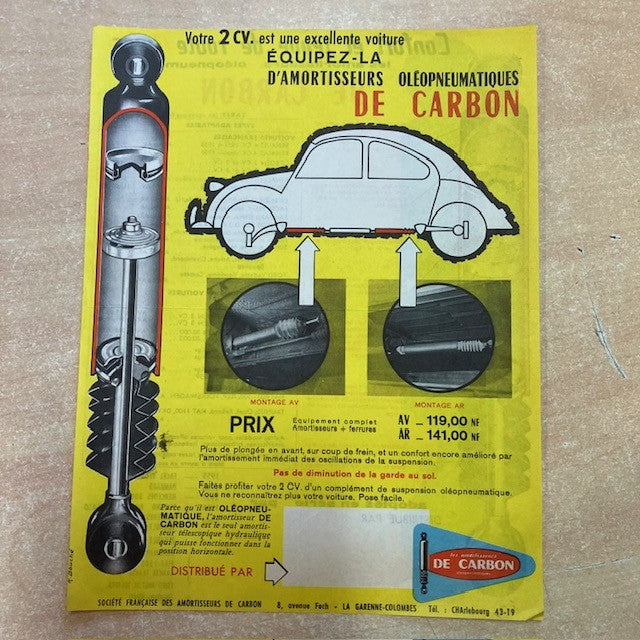 Votre 2 CV. est une excellente voiture
ÉQUIPEZ-LA
D'AMORTISSEURS OLÉOPNEUMATIQUES
DE CARBON
MONTAGE AV
MONTAGE AR
PRIX
Équipement complet
Amortisseurs + ferrures
AV _ 119,00 NF
AR _ 141,00 NF
Plus de plongée en avant, sur coup de frein, et un confort encore amélioré par
l'amortissement immédiat des oscillations de la suspension.
Pas de diminution de la garde au sol.
Faites profiter votre 2 CV. d'un complément de suspension oléopneumatique.
Vous ne reconnaîtrez plus votre voiture. Pose facile.
Parce qu'il est OLÉOPNEU-
MATIQUE, l'amortisseur DE
CARBON est le seul amortis-
seur télescopique hydraulique
qui puisse fonctionner dans la
position horizontale.
DISTRIBUÉ PAR
les amortisseurs
DE CARBON
SOCIÉTÉ FRANÇAISE DES AMORTISSEURS DE CARBON 8, avenue Foch - LA GARENNE-COLOMBES Tél. : CHArlebourg 43-19